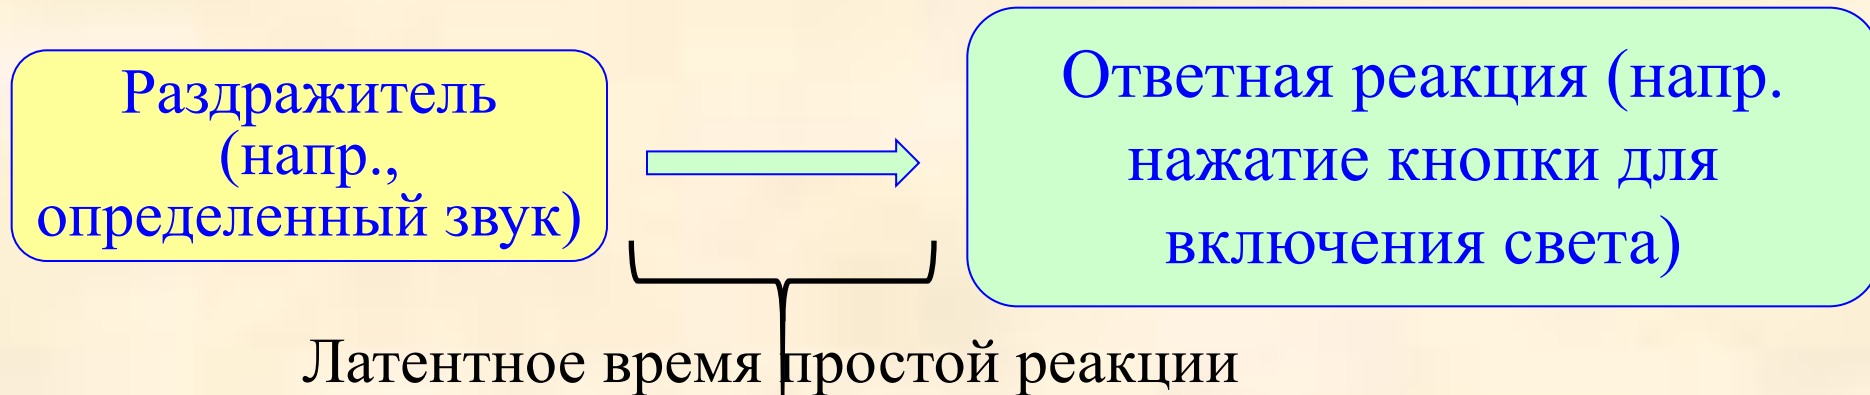 Раздражитель
(напр.,
определенный звук)
Ответная реакция (напр.
нажатие кнопки для
включения света)
Латентное время простой реакции